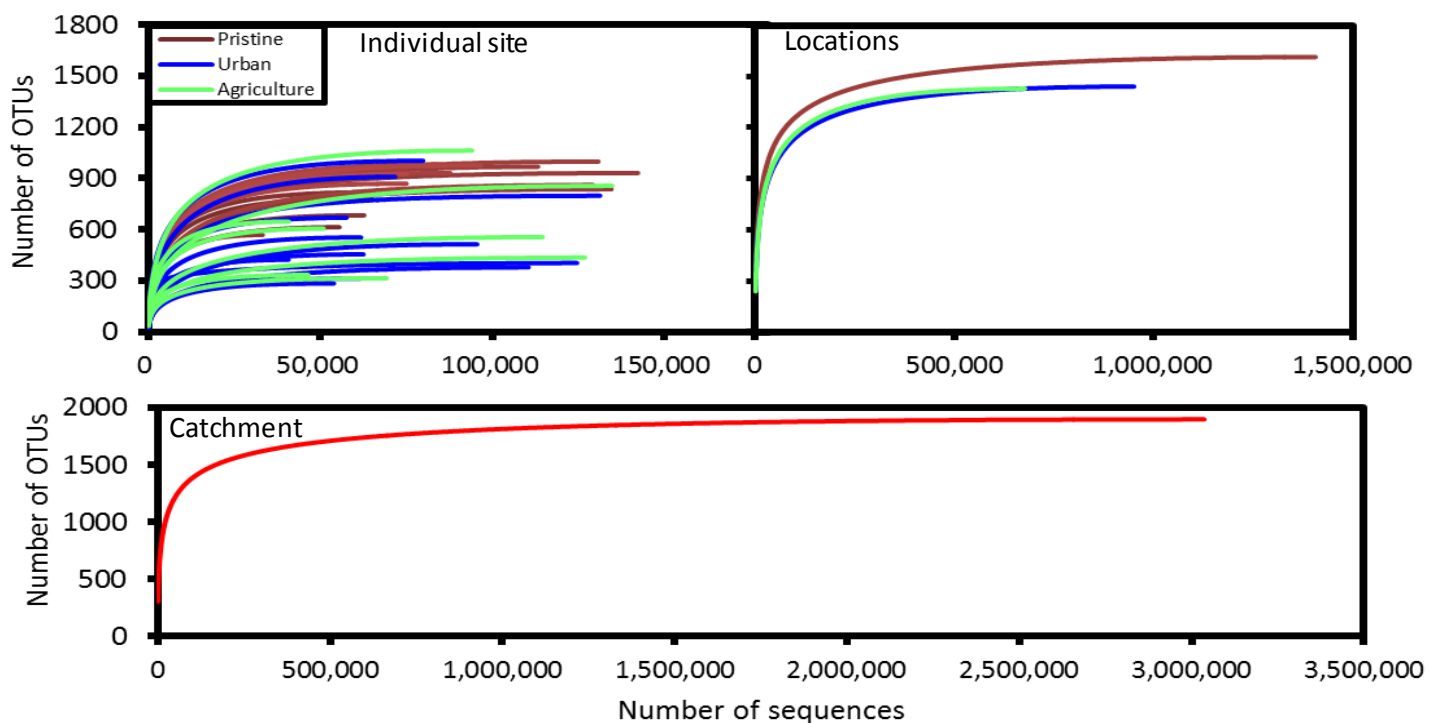 Number of OTUs
1800
1500
1200
900
600
300
0
Pristine
Urban
Agriculture
Individual site
Locations
0 50,000 100,000 150,000
0 500,000 1,000,000 1,500,000
Number of OTUs
2000
1500
1000
500
0
Catchment
0 500,000 1,000,000 1,500,000 2,000,000 2,500,000 3,000,000 3,500,000
Number of sequences